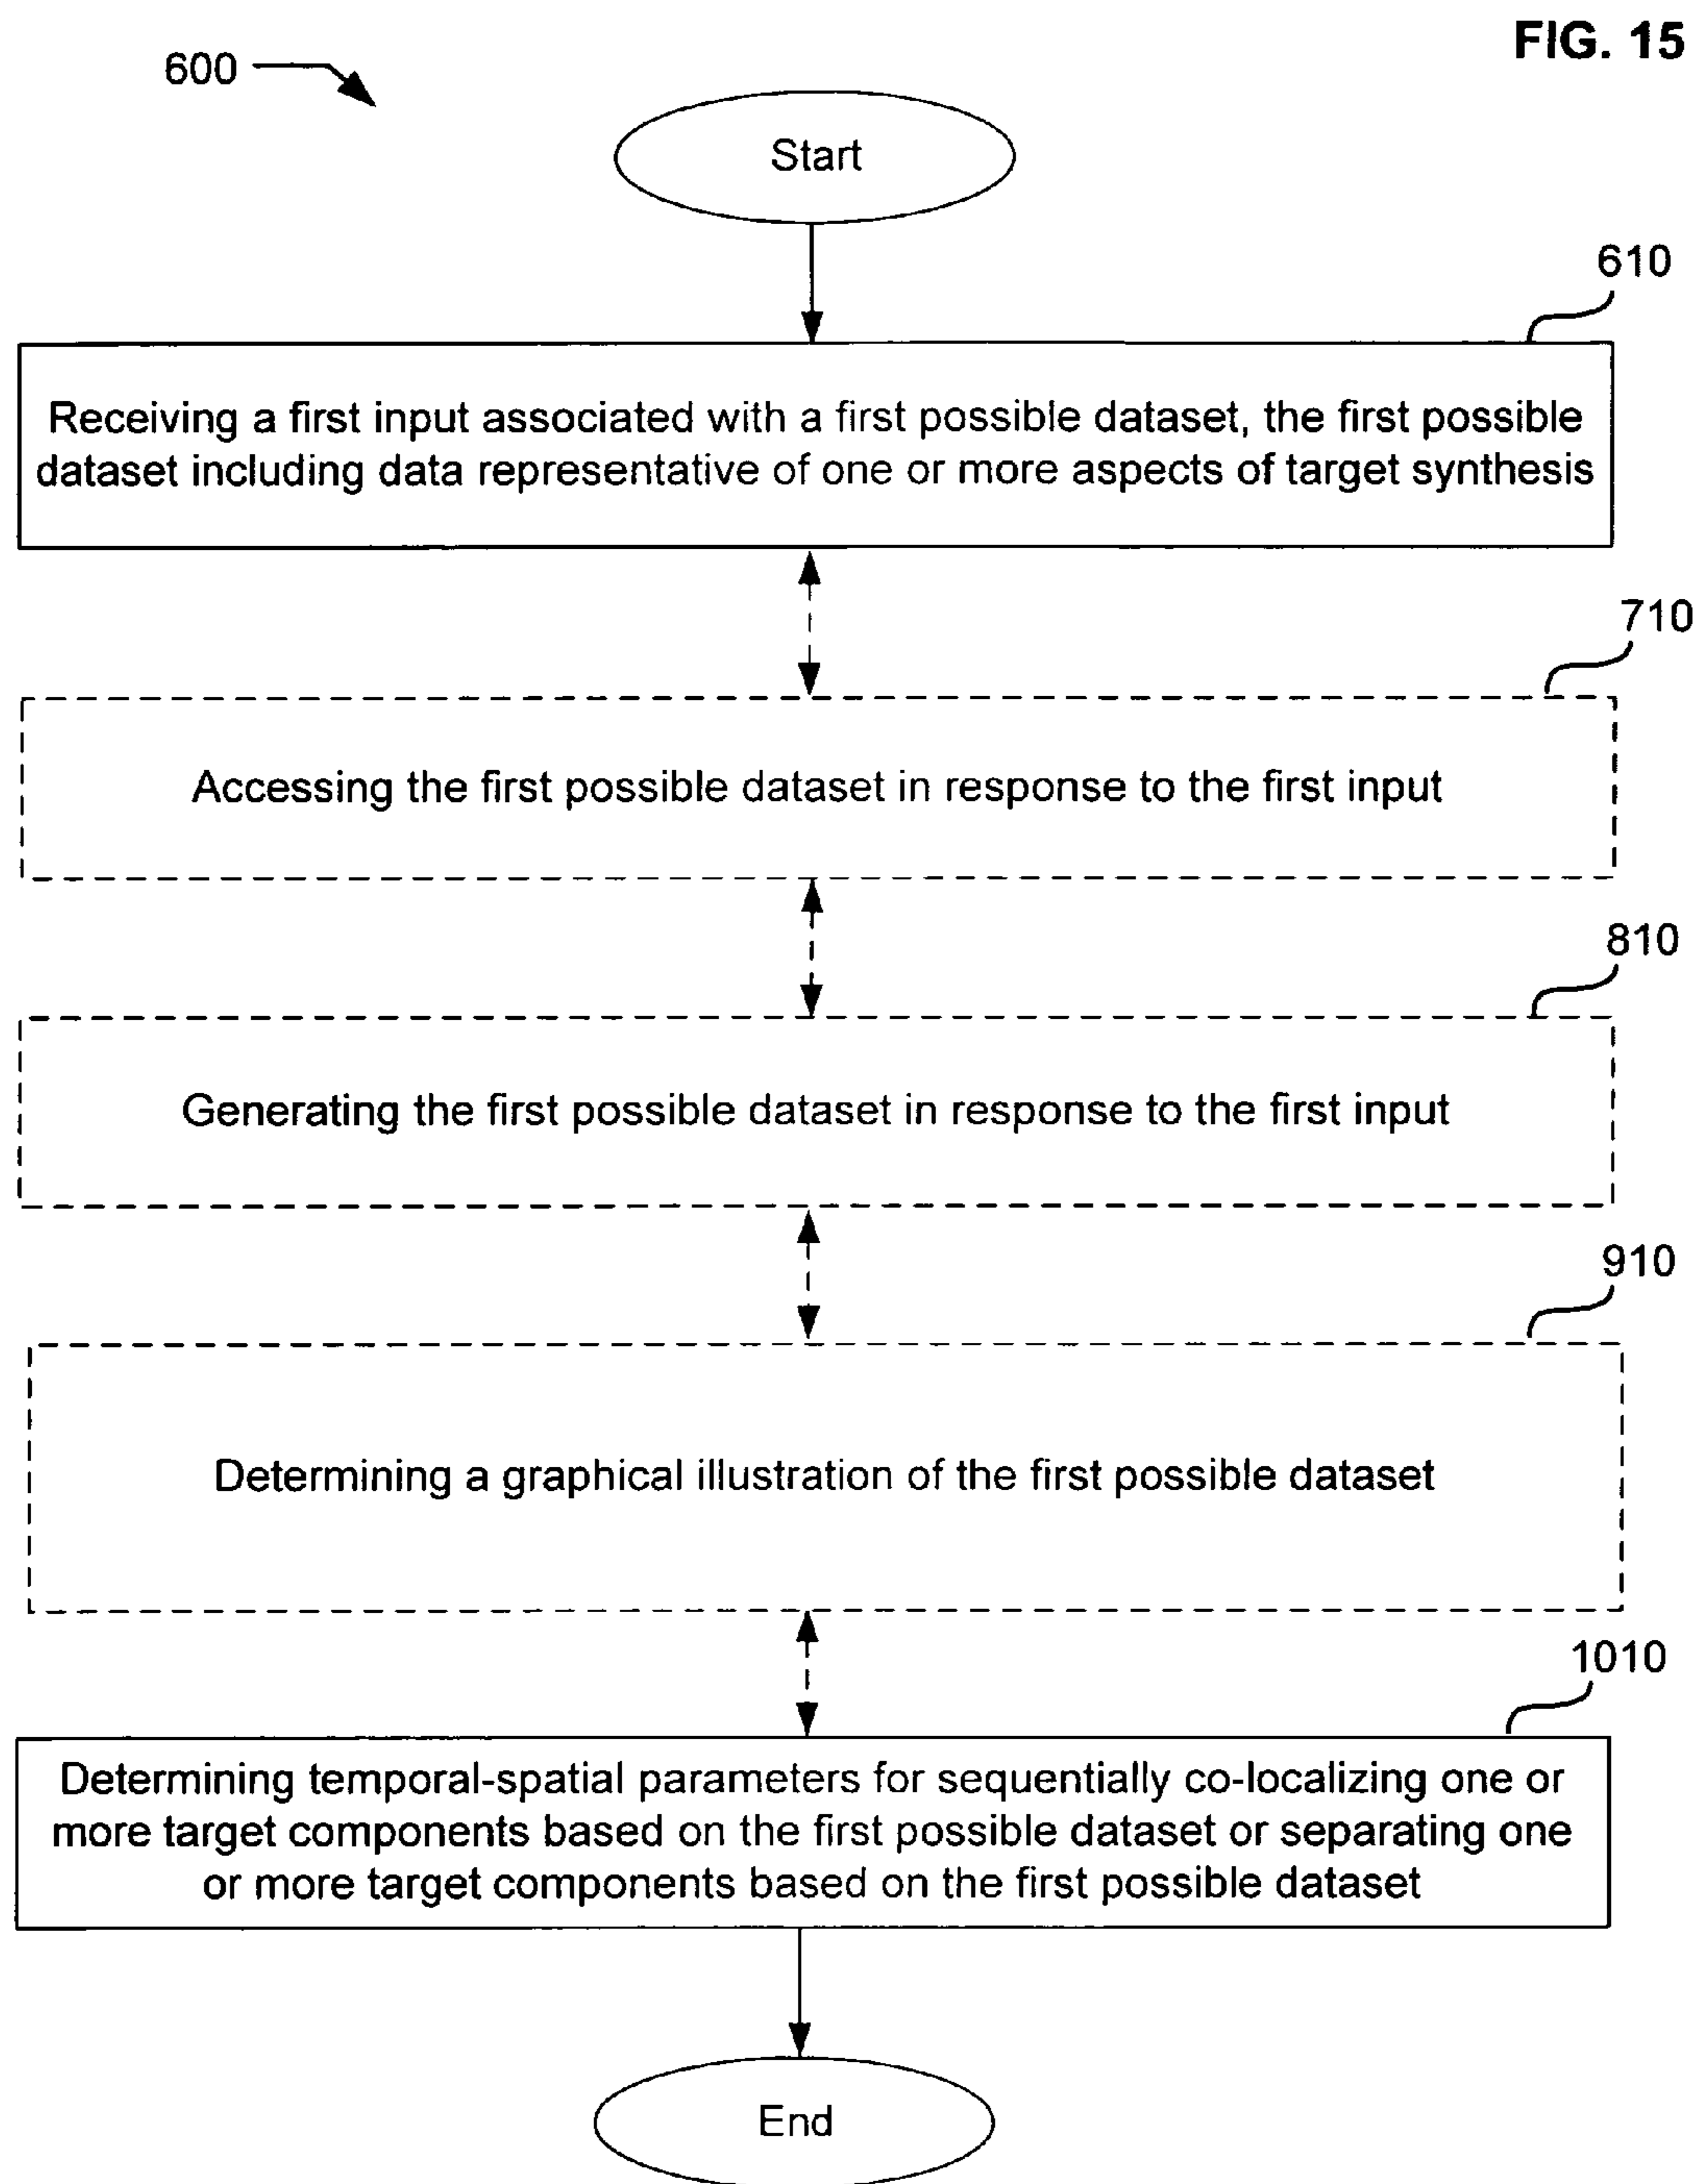 FIG. 15
600
Start
610
Receiving a first input associated with a first possible dataset, the first possible
dataset including data representative of one or more aspects of target synthesis
710
Accessing the first possible dataset in response to the first input
810
Generating the first possible dataset in response to the first input
910
Determining a graphical illustration of the first possible dataset
1010
Determining temporal-spatial parameters for sequentially co-localizing one or
more target components based on the first possible dataset or separating one
or more target components based on the first possible dataset
End